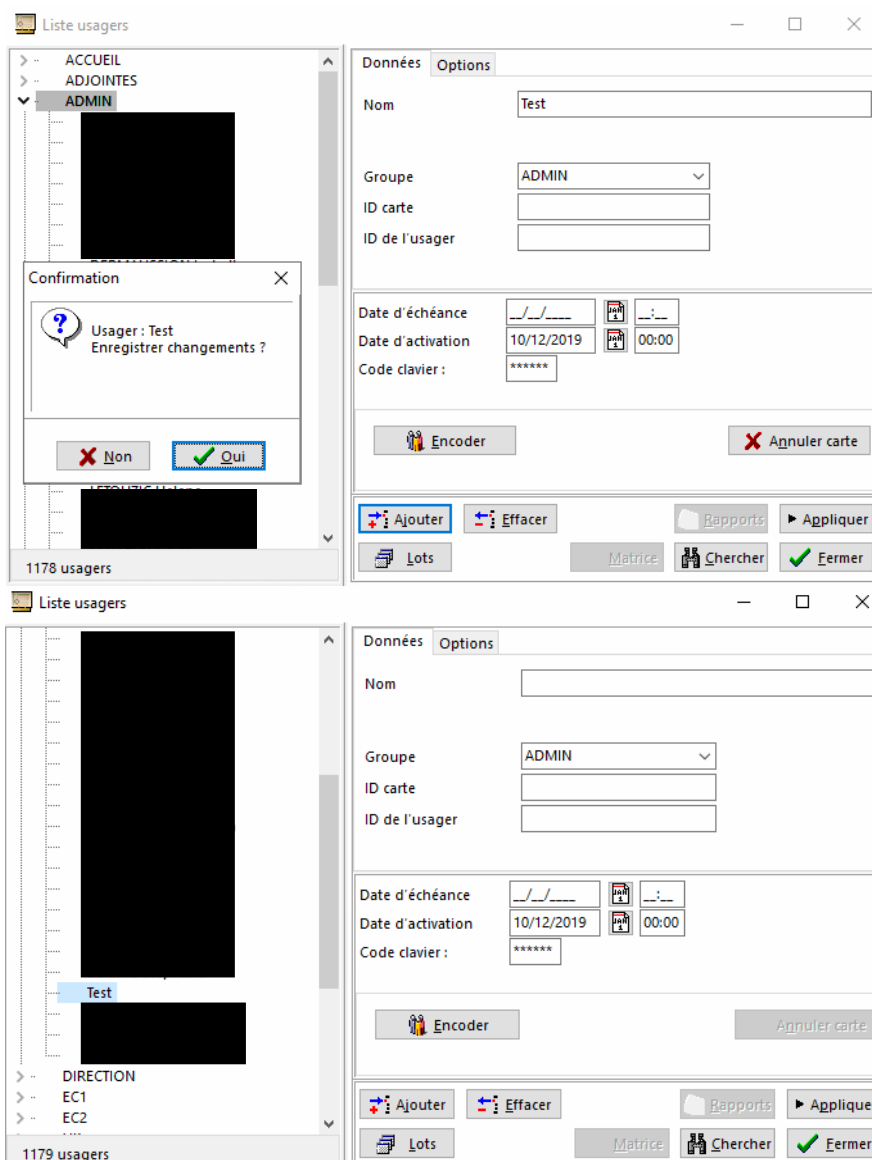 Liste usagers
ACCUEIL
ADJOINTES
ADMIN
Données Options
Nom Test
Groupe ADMIN
ID carte
ID de l'usager
Confirmation
Usager : Test
Enregistrer changements ?
Non Oui
Date d'échéance __/__/____ __:__
Date d'activation 10/12/2019 00:00
Code clavier : ******
Encoder Annuler carte
Ajouter Effacer Rapports Appliquer
Lots Matrice Chercher Fermer
1178 usagers
Liste usagers
Données Options
Nom
Groupe ADMIN
ID carte
ID de l'usager
Date d'échéance __/__/____ __:__
Date d'activation 10/12/2019 00:00
Code clavier : ******
Test
Encoder Annuler carte
DIRECTION
EC1
EC2
Ajouter Effacer Rapports Applique
Lots Matrice Chercher Fermer
1179 usagers